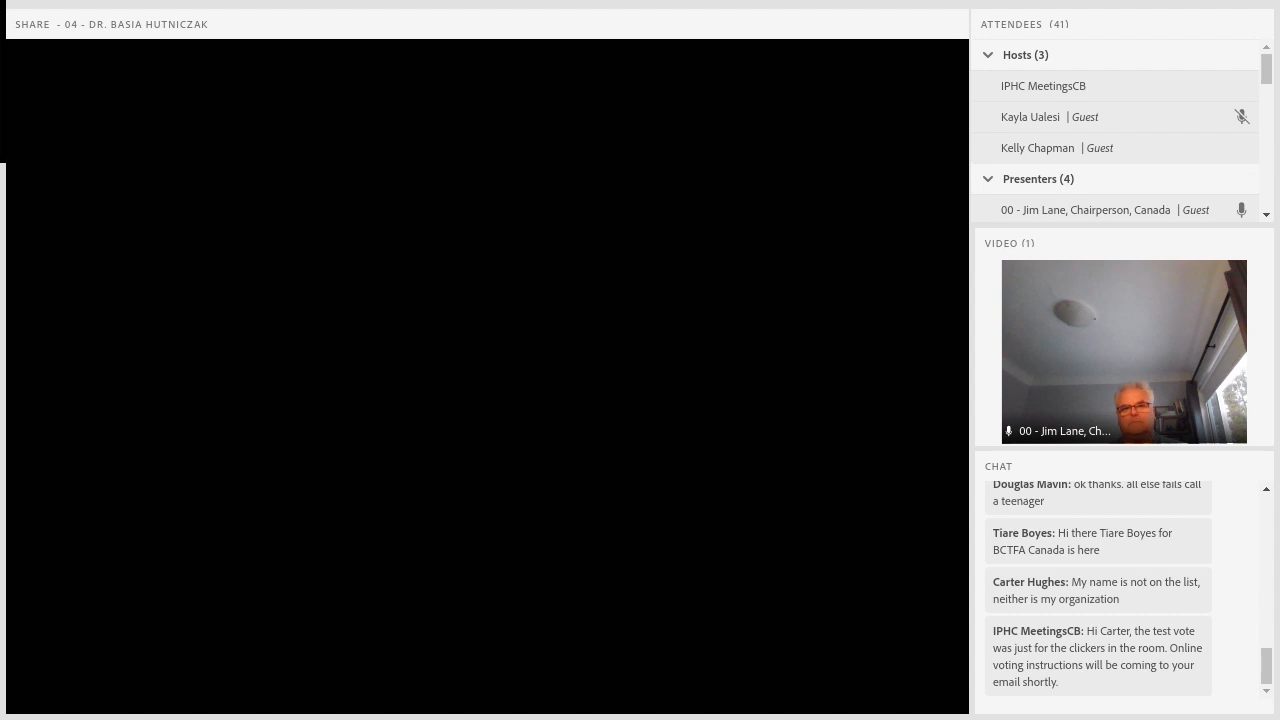 SHARE - 04 - DR. BASIA HUTNICZAK
ATTENDEES (41)
Hosts (3)
IPHC MeetingsCB
Kayla Ualesi | Guest
Kelly Chapman | Guest
Presenters (4)
00 - Jim Lane, Chairperson, Canada | Guest
VIDEO (1)
00 - Jim Lane, Ch...
CHAT
Douglas Mavin: ok thanks. all else fails call
a teenager
Tiare Boyes: Hi there Tiare Boyes for
BCTFA Canada is here
Carter Hughes: My name is not on the list,
neither is my organization
IPHC MeetingsCB: Hi Carter, the test vote
was just for the clickers in the room. Online
voting instructions will be coming to your
email shortly.